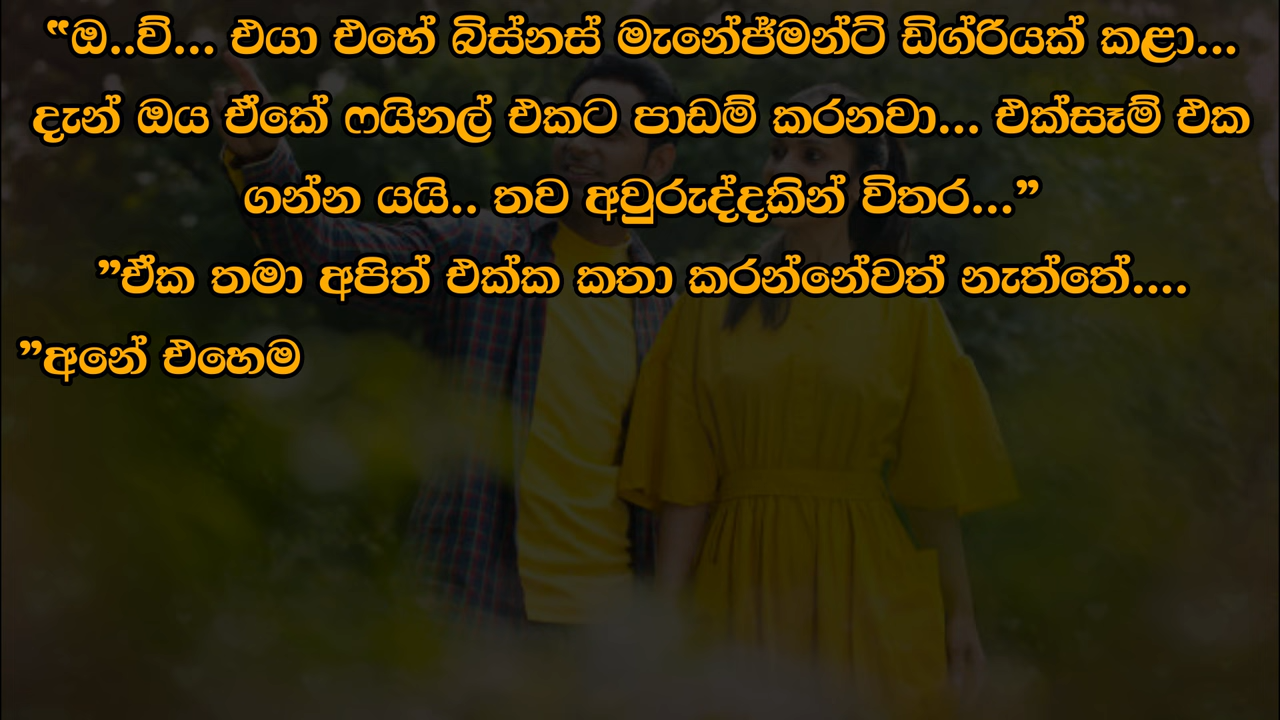 “ඔ..ව්... එයා එහේ බිස්නස් මැනේජ්මන්ට් ඩිග්රියක් කළා...
දැන් ඔය ඒකේ ෆයිනල් එකට පාඩම් කරනවා... එක්සෑම් එක
ගන්න යයි.. තව අවුරුද්දකින් විතර...”
”ඒක තමා අපිත් එක්ක කතා කරන්නේවත් නැත්තේ....
”අනේ එහෙම